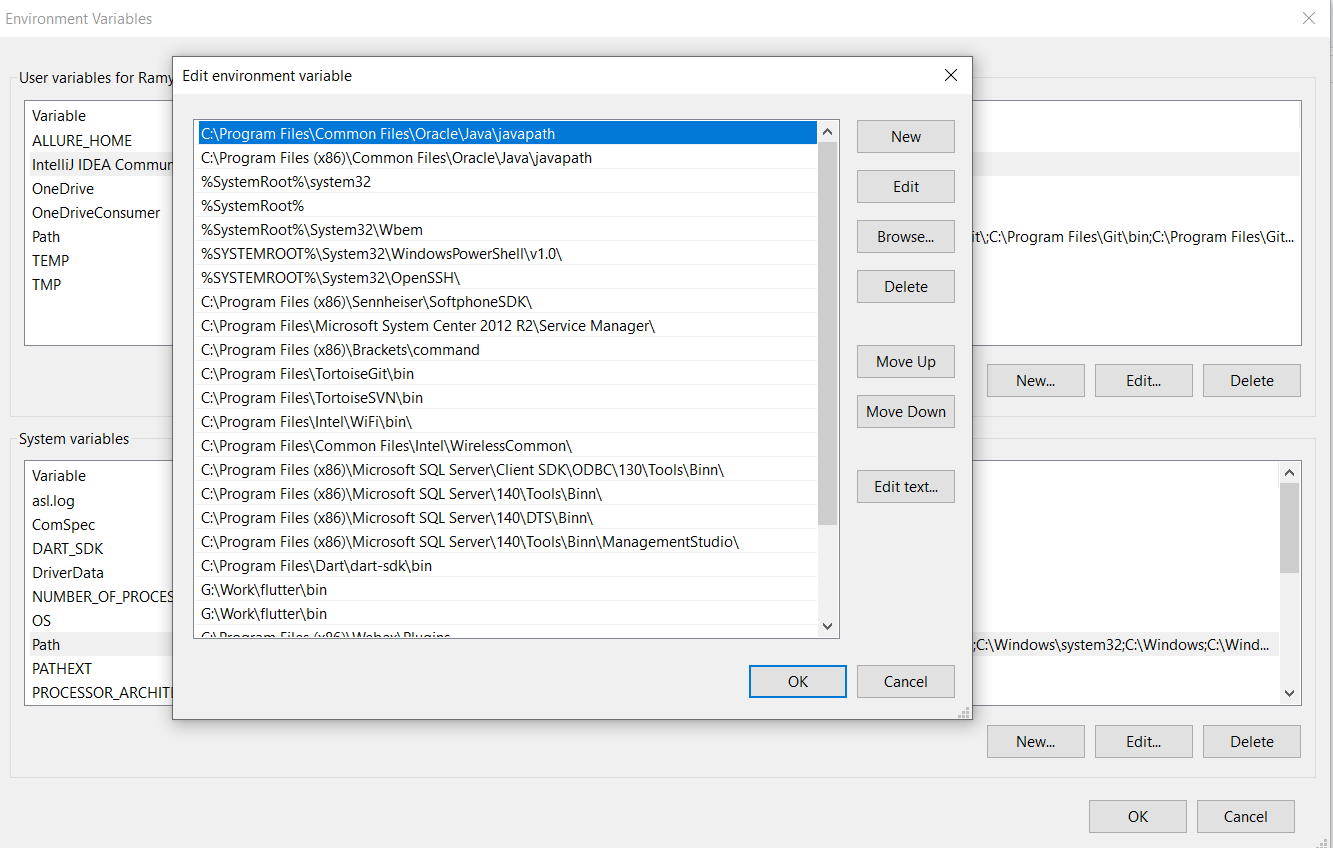 Environment Variables
User variables for Ramy
Edit environment variable
Variable
ALLURE_HOME
IntelliJ IDEA Commun
OneDrive
OneDriveConsumer
Path
TEMP
TMP
it\;C:\Program Files\Git\bin;C:\Program Files\Git...
New...
Edit...
Delete
C:\Program Files\Common Files\Oracle\Java\javapath
C:\Program Files (x86)\Common Files\Oracle\Java\javapath
%SystemRoot%\system32
%SystemRoot%
%SystemRoot%\System32\Wbem
%SYSTEMROOT%\System32\WindowsPowerShell\v1.0\
%SYSTEMROOT%\System32\OpenSSH\
C:\Program Files (x86)\Sennheiser\SoftphoneSDK\
C:\Program Files\Microsoft System Center 2012 R2\Service Manager\
C:\Program Files (x86)\Brackets\command
C:\Program Files\TortoiseGit\bin
C:\Program Files\TortoiseSVN\bin
C:\Program Files\Intel\WiFi\bin\
C:\Program Files\Common Files\Intel\WirelessCommon\
C:\Program Files (x86)\Microsoft SQL Server\Client SDK\ODBC\130\Tools\Binn\
C:\Program Files (x86)\Microsoft SQL Server\140\Tools\Binn\
C:\Program Files (x86)\Microsoft SQL Server\140\DTS\Binn\
C:\Program Files (x86)\Microsoft SQL Server\140\Tools\Binn\ManagementStudio\
C:\Program Files\Dart\dart-sdk\bin
G:\Work\flutter\bin
G:\Work\flutter\bin
C:\Program Files (x86)\Webex\Plugins
New
Edit
Browse...
Delete
Move Up
Move Down
Edit text...
OK
Cancel
System variables
Variable
asl.log
ComSpec
DART_SDK
DriverData
NUMBER_OF_PROCES
OS
Path
PATHEXT
PROCESSOR_ARCHITE
;C:\Windows\system32;C:\Windows;C:\Wind...
New...
Edit...
Delete
OK
Cancel